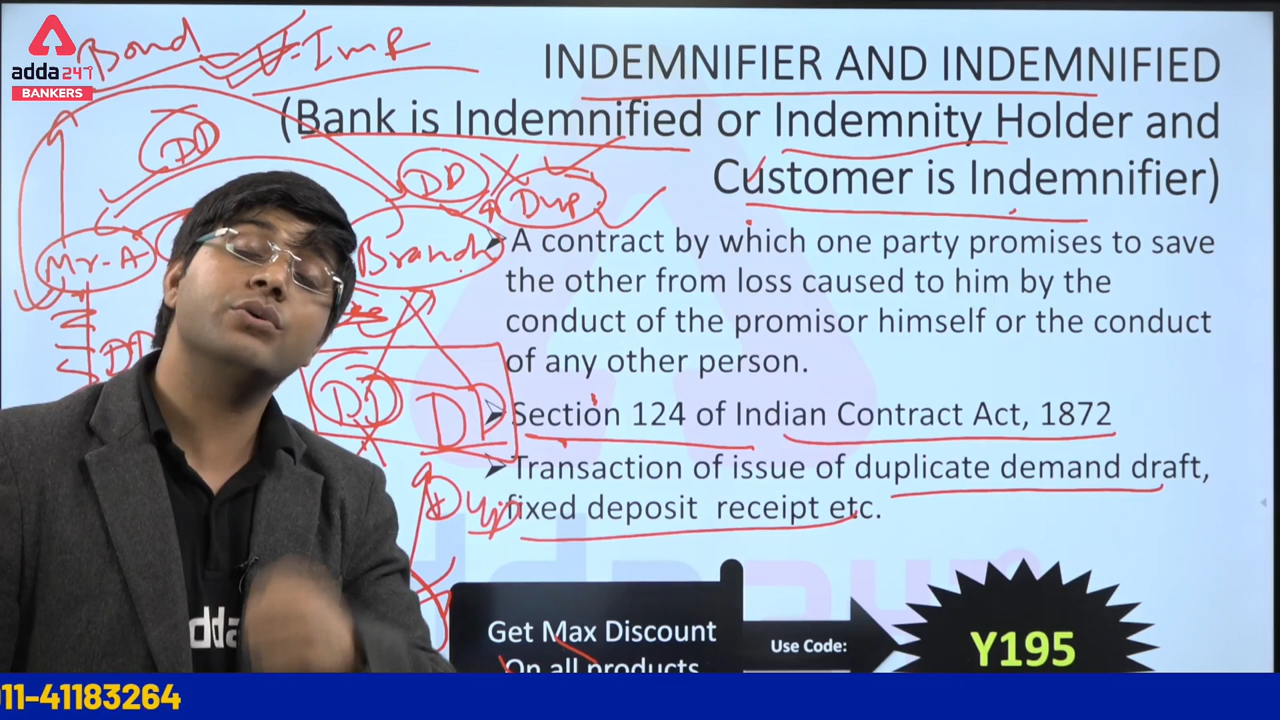 adda247
BANKERS
Bond
Imp
INDEMNIFIER AND INDEMNIFIED
(Bank is Indemnified or Indemnity Holder and
Customer is Indemnifier)
DD
DD
Dup
Mr-A
Branch
➢ A contract by which one party promises to save
the other from loss caused to him by the
conduct of the promisor himself or the conduct
of any other person.
DD
DD
➢ Section 124 of Indian Contract Act, 1872
➢ Transaction of issue of duplicate demand draft,
fixed deposit receipt etc.
Dup
adda
Get Max Discount
On all products
Use Code:
Y195
011-41183264